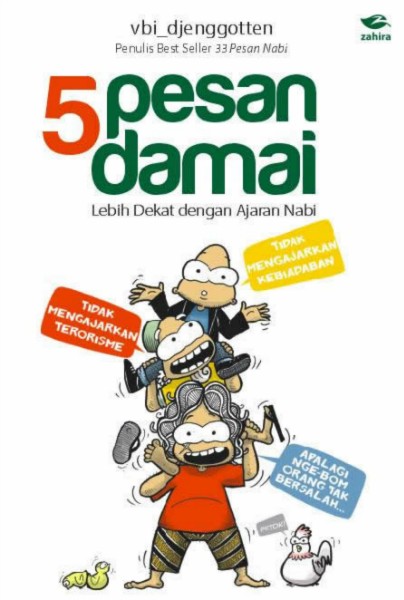 vbi_djenggotten
Penulis Best Seller 33 Pesan Nabi
zahira
5 pesan
damai
Lebih Dekat dengan Ajaran Nabi
TIDAK
MENGAJARKAN
KEBIADABAN
TIDAK
MENGAJARKAN
TERORISME
APALAGI
NGE-BOM
ORANG TAK
BERSALAH...
PETOK!